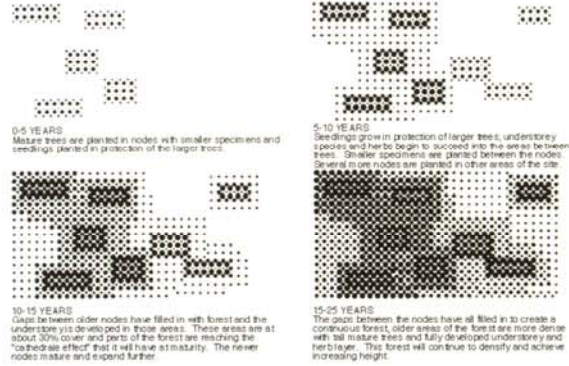 0-5 YEARS
Mature trees are planted in nodes with smaller specimens and
seedlings planted in protection of the larger trees.
5-10 YEARS
Seedlings grow in protection of larger trees, understorey
species and herbs begin to succeed into the areas between
trees. Smaller specimens are planted between the nodes.
Several more nodes are planted in other areas of the site.
10-15 YEARS
Gaps between older nodes have filled in with forest and the
understory is developed in those areas. These areas are at
about 30% cover and parts of the forest are reaching the
"cathedrale effect" that it will have at maturity. The newer
nodes mature and expand further.
15-25 YEARS
The gaps between the nodes have all filled in to create a
continuous forest, older areas of the forest are more dense
with tall mature trees and fully developed understorey and
herb layer. This forest will continue to densify and achieve
increasing height.